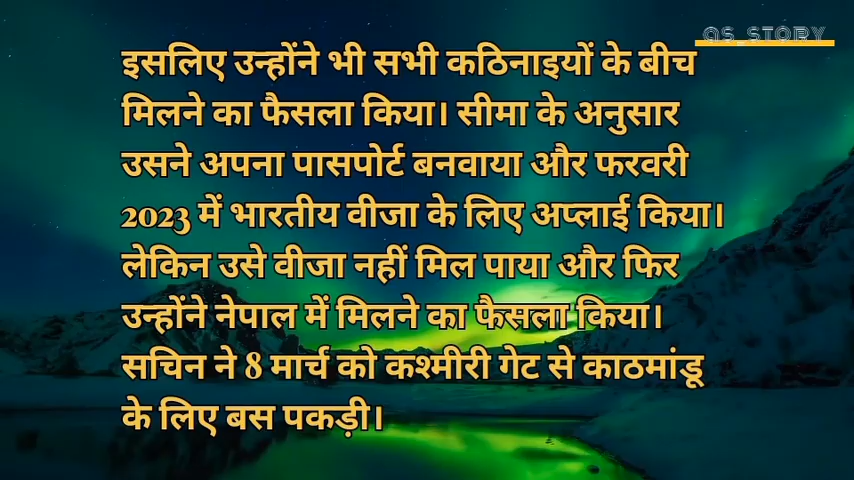 QS STORY
इसलिए उन्होंने भी सभी कठिनाइयों के बीच
मिलने का फैसला किया। सीमा के अनुसार
उसने अपना पासपोर्ट बनवाया और फरवरी
2023 में भारतीय वीजा के लिए अप्लाई किया।
लेकिन उसे वीजा नहीं मिल पाया और फिर
उन्होंने नेपाल में मिलने का फैसला किया।
सचिन ने 8 मार्च को कश्मीरी गेट से काठमांडू
के लिए बस पकड़ी।